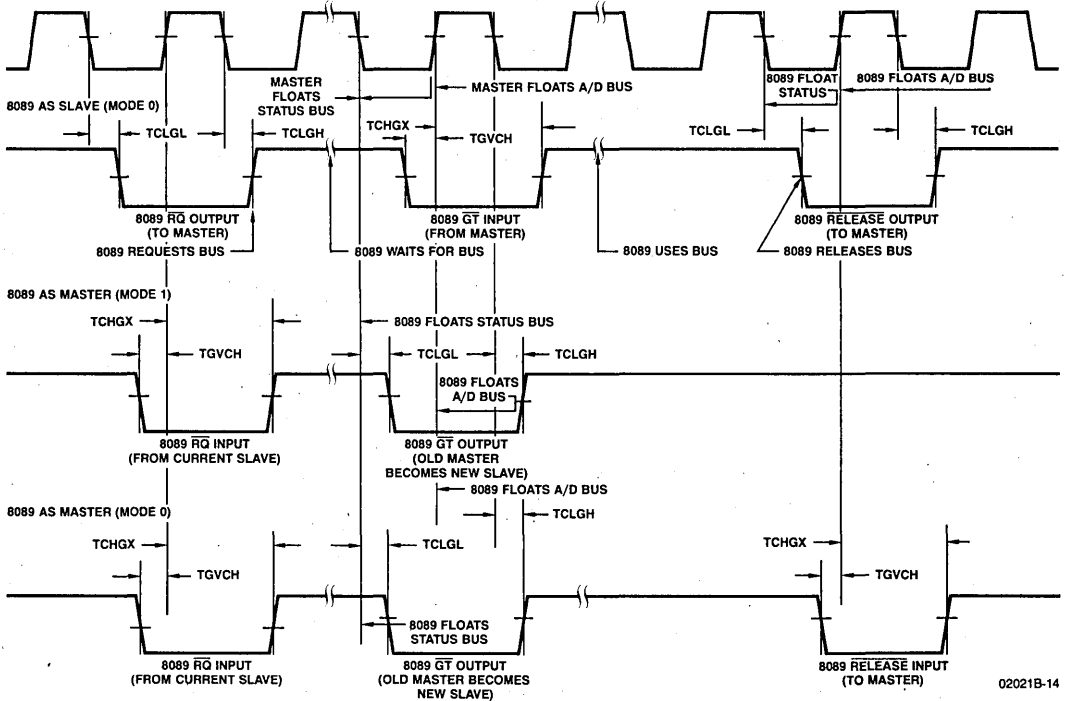 MASTER
FLOATS
STATUS BUS
MASTER FLOATS A/D BUS
8089 FLOAT
STATUS
8089 FLOATS A/D BUS
8089 AS SLAVE (MODE 0)
TCLGL
TCLGH
TCHGX
TGVCH
TCLGL
TCLGH
8089 RQ OUTPUT
(TO MASTER)
8089 GT INPUT
(FROM MASTER)
8089 RELEASE OUTPUT
(TO MASTER)
8089 REQUESTS BUS
8089 WAITS FOR BUS
8089 USES BUS
8089 RELEASES BUS
8089 AS MASTER (MODE 1)
TCHGX
8089 FLOATS STATUS BUS
TGVCH
TCLGL
TCLGH
8089 FLOATS
A/D BUS
8089 RQ INPUT
(FROM CURRENT SLAVE)
8089 GT OUTPUT
(OLD MASTER
BECOMES NEW SLAVE)
8089 FLOATS A/D BUS
8089 AS MASTER (MODE 0)
TCLGH
TCHGX
TCLGL
TCHGX
TGVCH
TGVCH
8089 FLOATS
STATUS BUS
8089 RQ INPUT
(FROM CURRENT SLAVE)
8089 GT OUTPUT
(OLD MASTER BECOMES
NEW SLAVE)
8089 RELEASE INPUT
(TO MASTER)
02021B-14